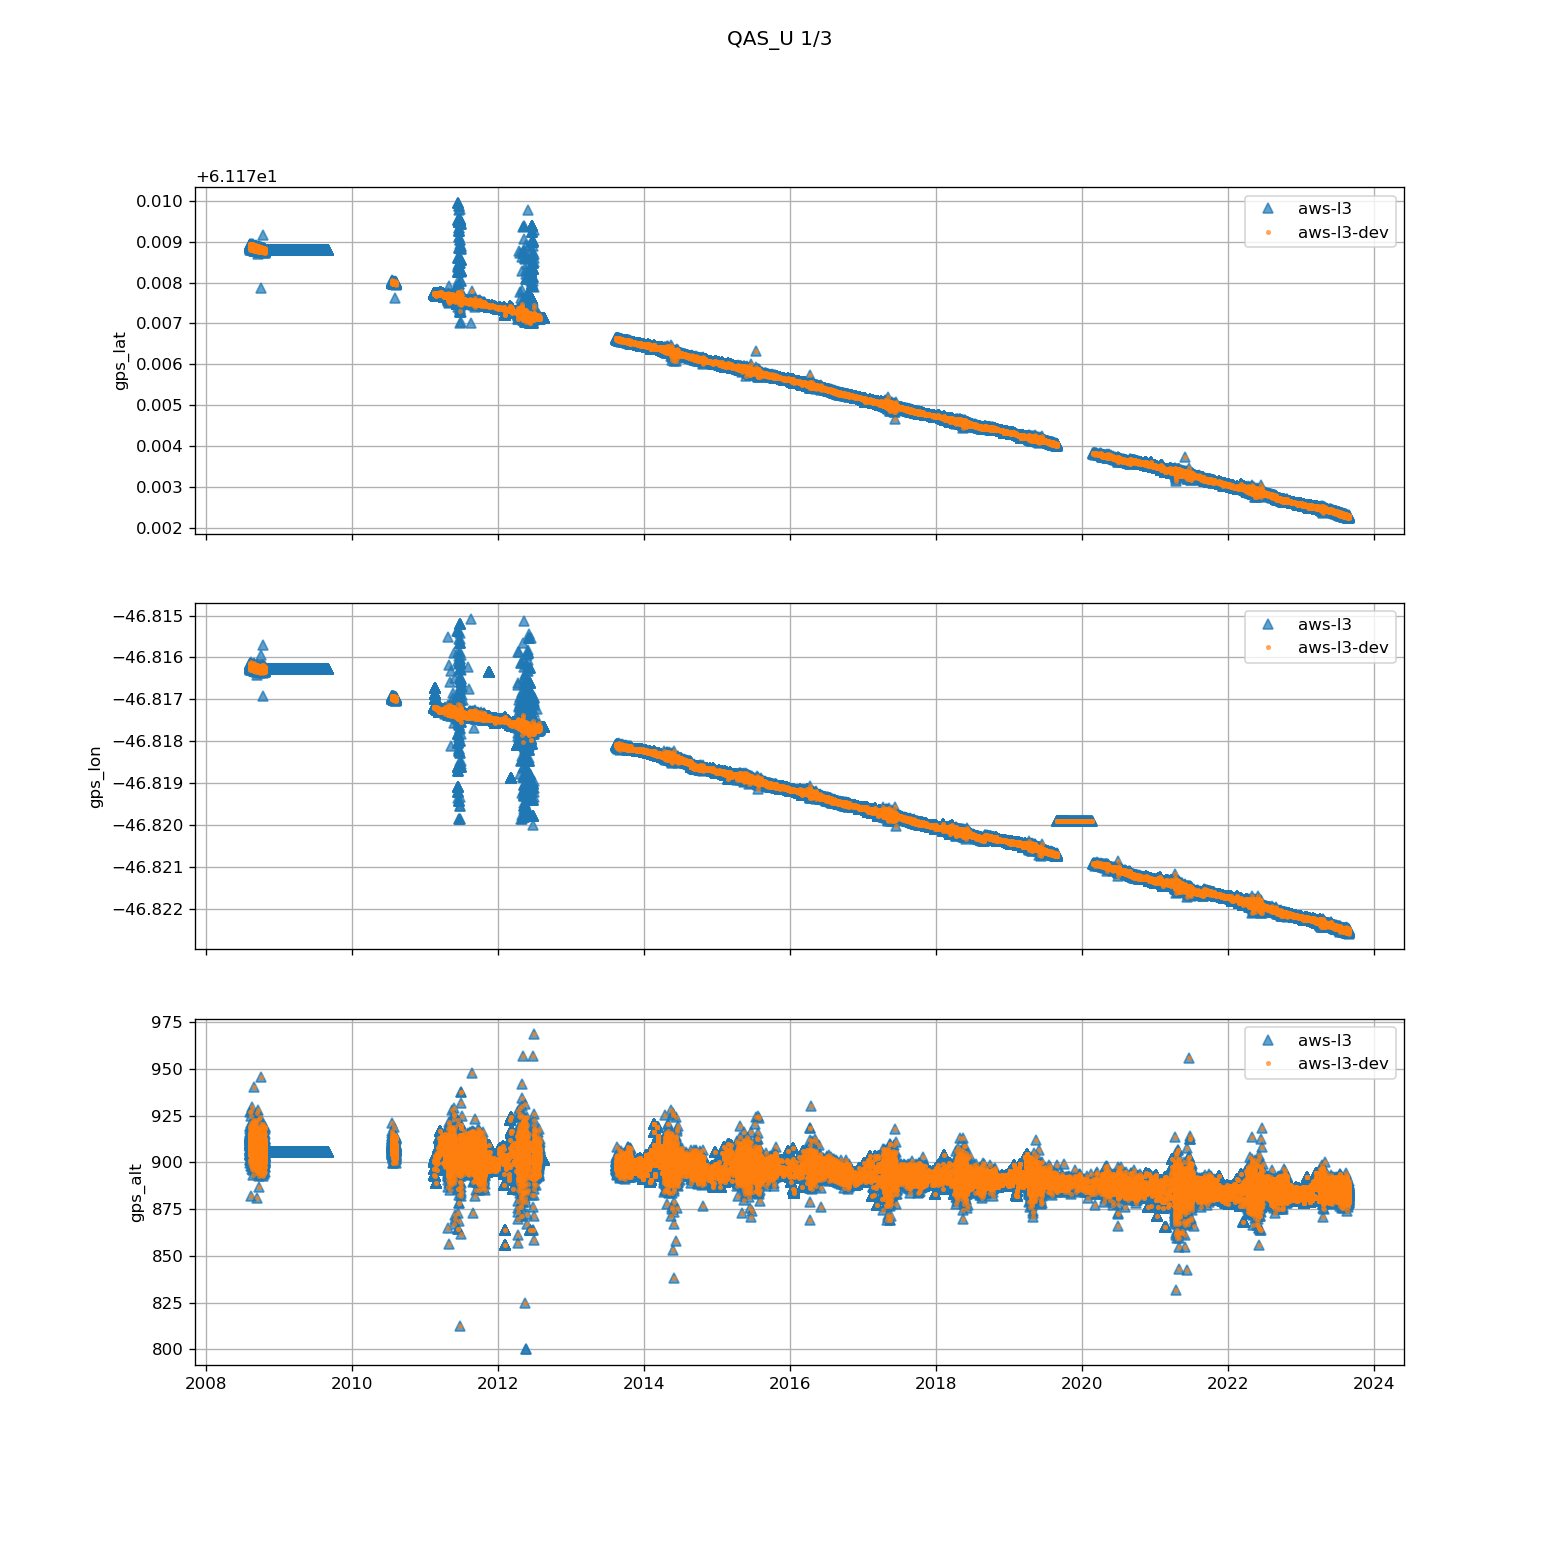 QAS_U 1/3
+6.117e1
0.010
0.009
0.008
0.007
0.006
0.005
0.004
0.003
0.002
gps_lat
aws-l3
aws-l3-dev
−46.815
−46.816
−46.817
−46.818
−46.819
−46.820
−46.821
−46.822
gps_lon
aws-l3
aws-l3-dev
975
950
925
900
875
850
825
800
gps_alt
aws-l3
aws-l3-dev
2008 2010 2012 2014 2016 2018 2020 2022 2024